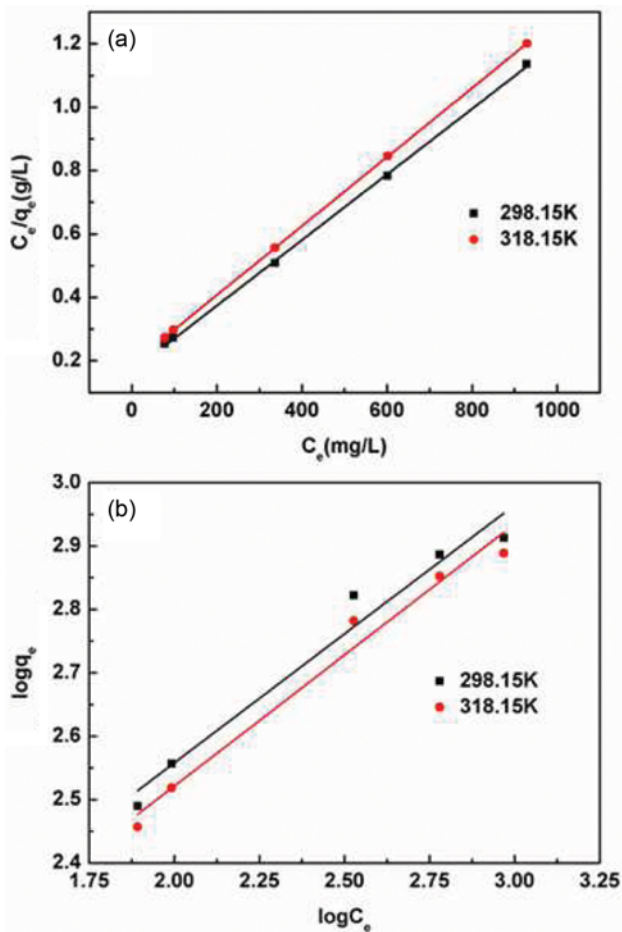 (a)
1.2
1.0
0.8
0.6
0.4
0.2
Cₑ/qₑ(g/L)
298.15K
318.15K
0 200 400 600 800 1000
Cₑ(mg/L)
(b)
3.0
2.9
2.8
2.7
2.6
2.5
2.4
logqₑ
298.15K
318.15K
1.75 2.00 2.25 2.50 2.75 3.00 3.25
logCₑ